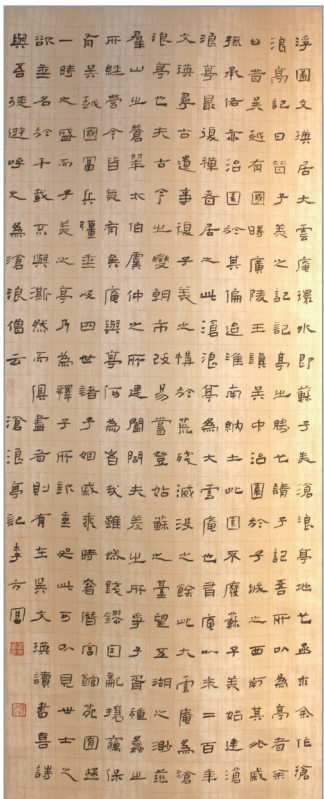 浮圖文瑛居大雲庵環水即蘇子美滄浪亭地也亟求余作滄
浪亭記曰昔子美之記記亭之勝也請子記吾所以為亭者余
曰昔吳越有國時廣陵王鎮吳中治園於子城之西南其外戚
孫承佑亦治園於其偏迨淮南納土此園不廢蘇子美始建滄
浪亭最後禪者居之此滄浪亭為大雲庵也有庵以來二百年
文瑛尋古遺事復子美之構於荒殘滅沒之餘此大雲庵為滄
浪亭也夫古今之變朝市改易嘗登姑蘇之臺望五湖之渺茫
羣山之蒼翠太伯虞仲之所建闔閭夫差之所爭子胥種蠡之
所經營今皆無有矣庵與亭何為者哉雖然錢鏐因亂攘竊保
有吳越國富兵彊垂及四世諸子姻戚乘時奢僭宮館苑囿極
一時之盛而子美之亭乃為釋子所欽重如此可以見世士之
欲垂名於千載不與澌然而俱盡者則有在矣文瑛讀書喜詩
與吾徒遊呼之為滄浪僧云 滄浪亭記 李方圓